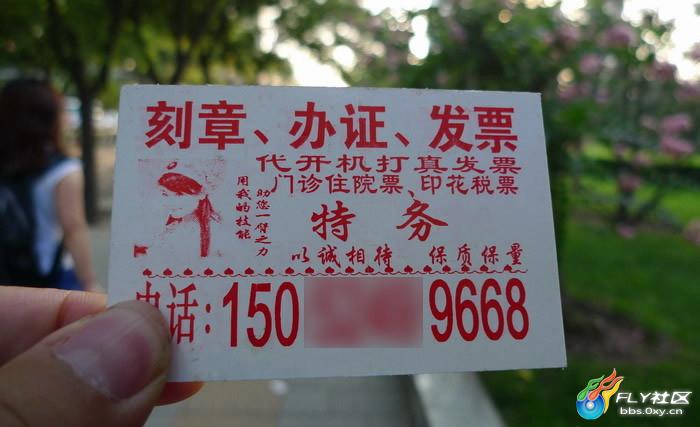 刻章、办证、发票
代开机打真发票
门诊住院票、印花税票
用我的技能
助您一臂之力
特务
以诚相待 保质保量
电话:150 9668
FLY社区
bbs.0xy.cn